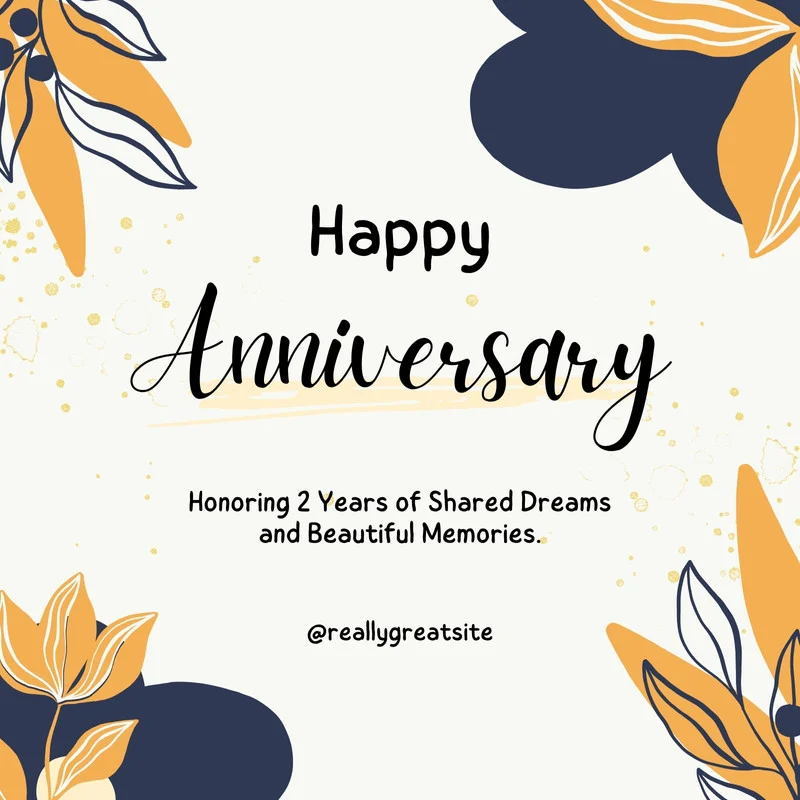 Happy
Anniversary
Honoring 2 Years of Shared Dreams
and Beautiful Memories.
@reallygreatsite